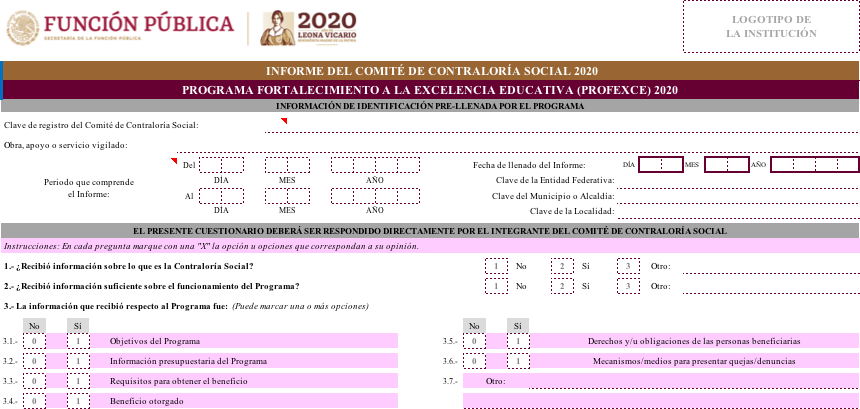 FUNCIÓN PÚBLICA
SECRETARÍA DE LA FUNCIÓN PÚBLICA
2020
LEONA VICARIO
LOGOTIPO DE
LA INSTITUCIÓN
INFORME DEL COMITÉ DE CONTRALORÍA SOCIAL 2020
PROGRAMA FORTALECIMIENTO A LA EXCELENCIA EDUCATIVA (PROFEXCE) 2020
INFORMACIÓN DE IDENTIFICACIÓN PRE-LLENADA POR EL PROGRAMA
Clave de registro del Comité de Contraloría Social:
Obra, apoyo o servicio vigilado:
Periodo que comprende
el Informe:
Del
DÍA MES AÑO
Al
DÍA MES AÑO
Fecha de llenado del Informe: DÍA MES AÑO
Clave de la Entidad Federativa:
Clave del Municipio o Alcaldía:
Clave de la Localidad:
EL PRESENTE CUESTIONARIO DEBERÁ SER RESPONDIDO DIRECTAMENTE POR EL INTEGRANTE DEL COMITÉ DE CONTRALORÍA SOCIAL
Instrucciones: En cada pregunta marque con una "X" la opción u opciones que correspondan a su opinión.
1.- ¿Recibió información sobre lo que es la Contraloría Social? 1 No 2 Sí 3 Otro:
2.- ¿Recibió información suficiente sobre el funcionamiento del Programa? 1 No 2 Sí 3 Otro:
3.- La información que recibió respecto al Programa fue: (Puede marcar una o más opciones)
No Sí
3.1.- 0 1 Objetivos del Programa
3.2.- 0 1 Información presupuestaria del Programa
3.3.- 0 1 Requisitos para obtener el beneficio
3.4.- 0 1 Beneficio otorgado
No Sí
3.5.- 0 1 Derechos y/u obligaciones de las personas beneficiarias
3.6.- 0 1 Mecanismos/medios para presentar quejas/denuncias
3.7.- Otro: